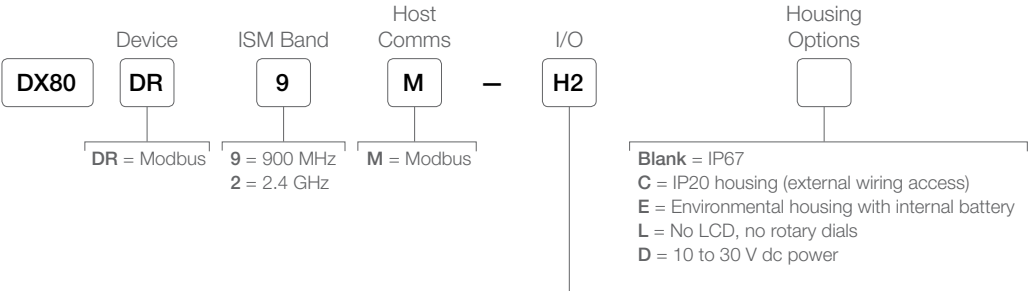 Host
Housing
Device
ISM Band
Comms
I/O
Options
DX80
DR
9
M
–
H2
DR = Modbus
9 = 900 MHz
2 = 2.4 GHz
M = Modbus
Blank = IP67
C = IP20 housing (external wiring access)
E = Environmental housing with internal battery
L = No LCD, no rotary dials
D = 10 to 30 V dc power